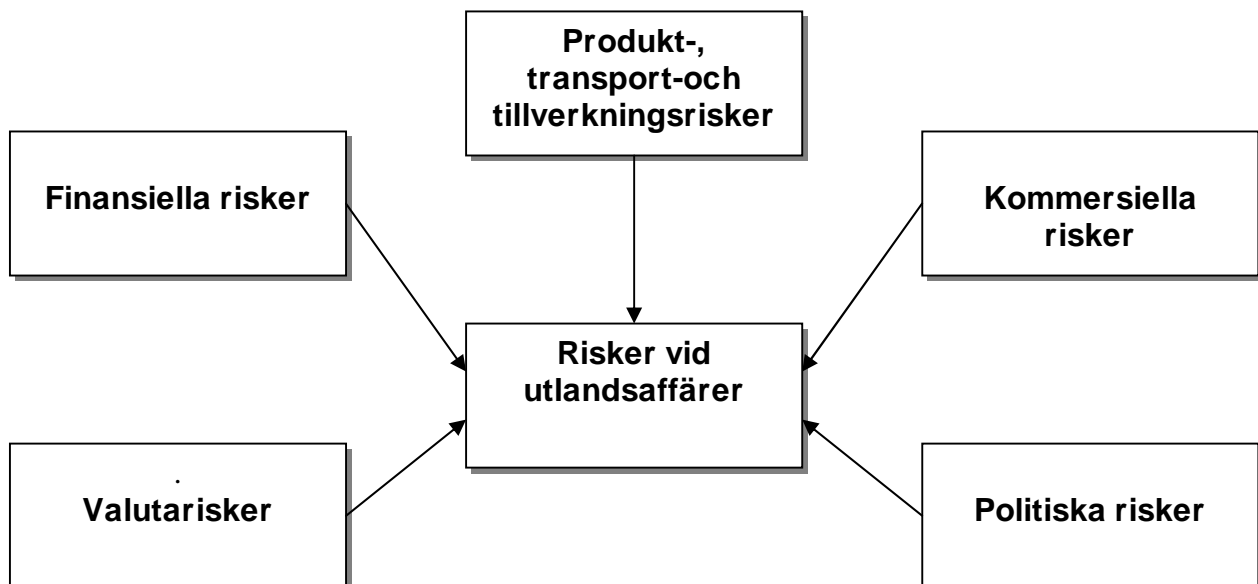 Produkt-,
transport-och
tillverkningsrisker
Finansiella risker
Kommersiella
risker
Risker vid
utlandsaffärer
.
Valutarisker
Politiska risker